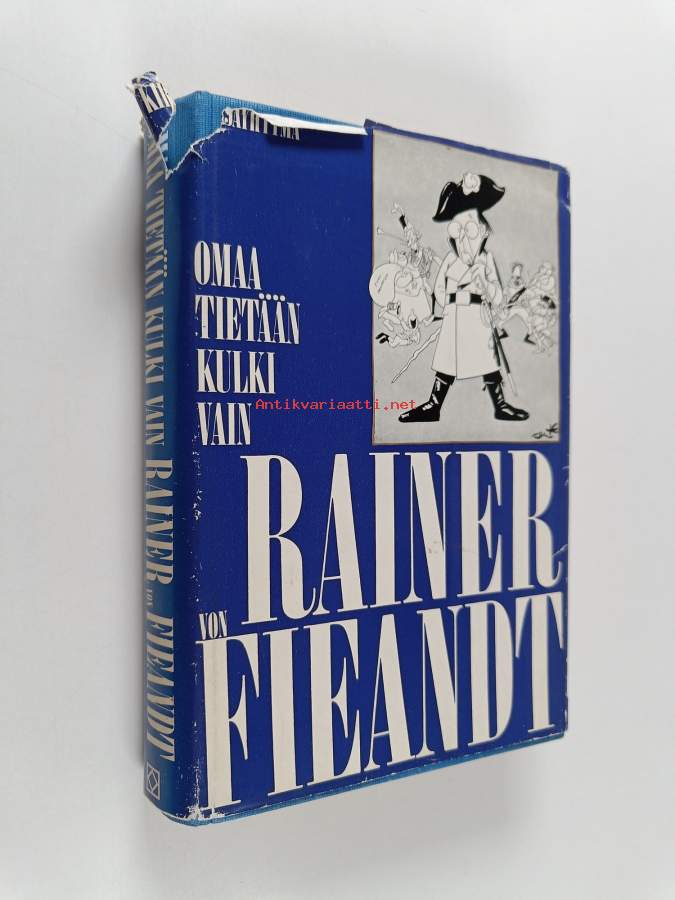 OMAA
TIETÄÄN
KULKI
VAIN
RAINER
VON
FIEANDT
OMAA TIETÄÄN KULKI VAIN RAINER VON FIEANDT
Antikvariaatti.net